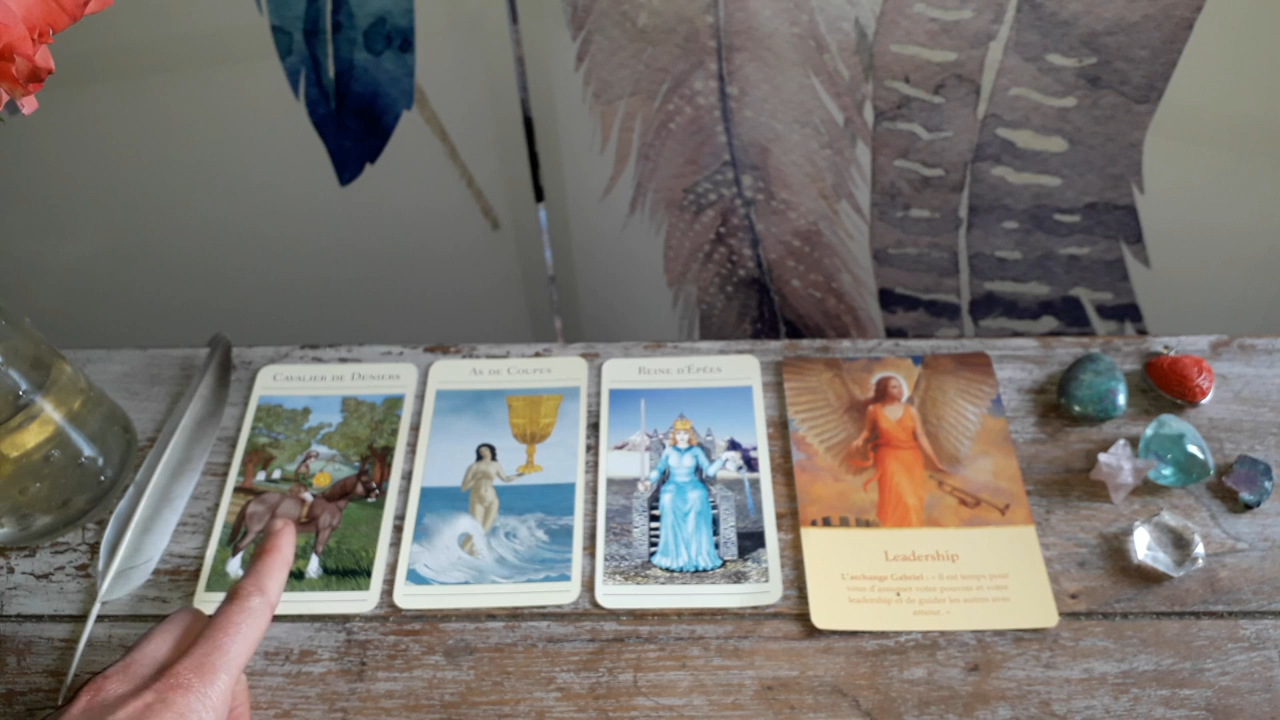 CAVALIER DE DENIERS
AS DE COUPES
REINE D'ÉPÉES
Leadership
L'archange Gabriel : « Il est temps pour
vous d'assumer votre pouvoir et votre
leadership et de guider les autres avec
amour. »